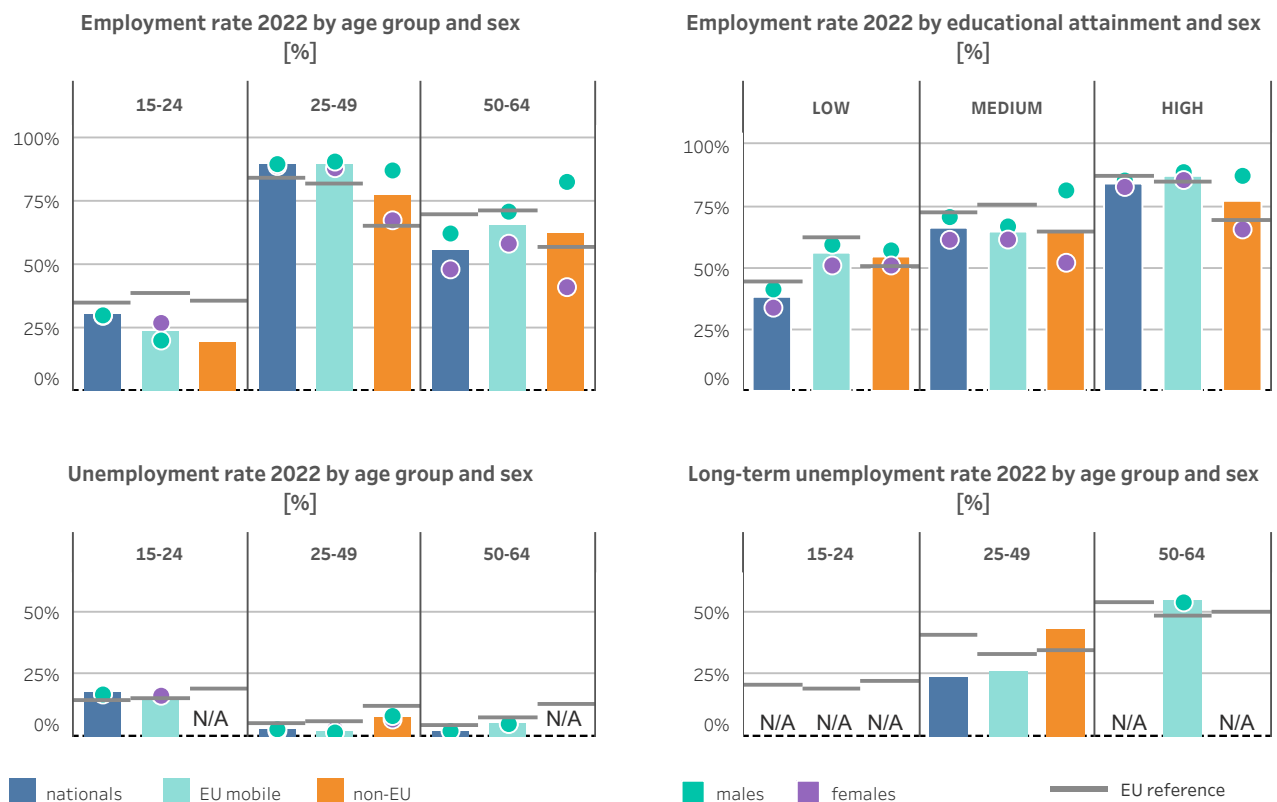 Employment rate 2022 by age group and sex
[%]
15-24
25-49
50-64
100%
75%
50%
25%
0%
Employment rate 2022 by educational attainment and sex
[%]
LOW
MEDIUM
HIGH
100%
75%
50%
25%
0%
Unemployment rate 2022 by age group and sex
[%]
15-24
25-49
50-64
50%
25%
0%
N/A
N/A
Long-term unemployment rate 2022 by age group and sex
[%]
15-24
25-49
50-64
50%
25%
0%
N/A
N/A
N/A
N/A
N/A
nationals
EU mobile
non-EU
males
females
EU reference